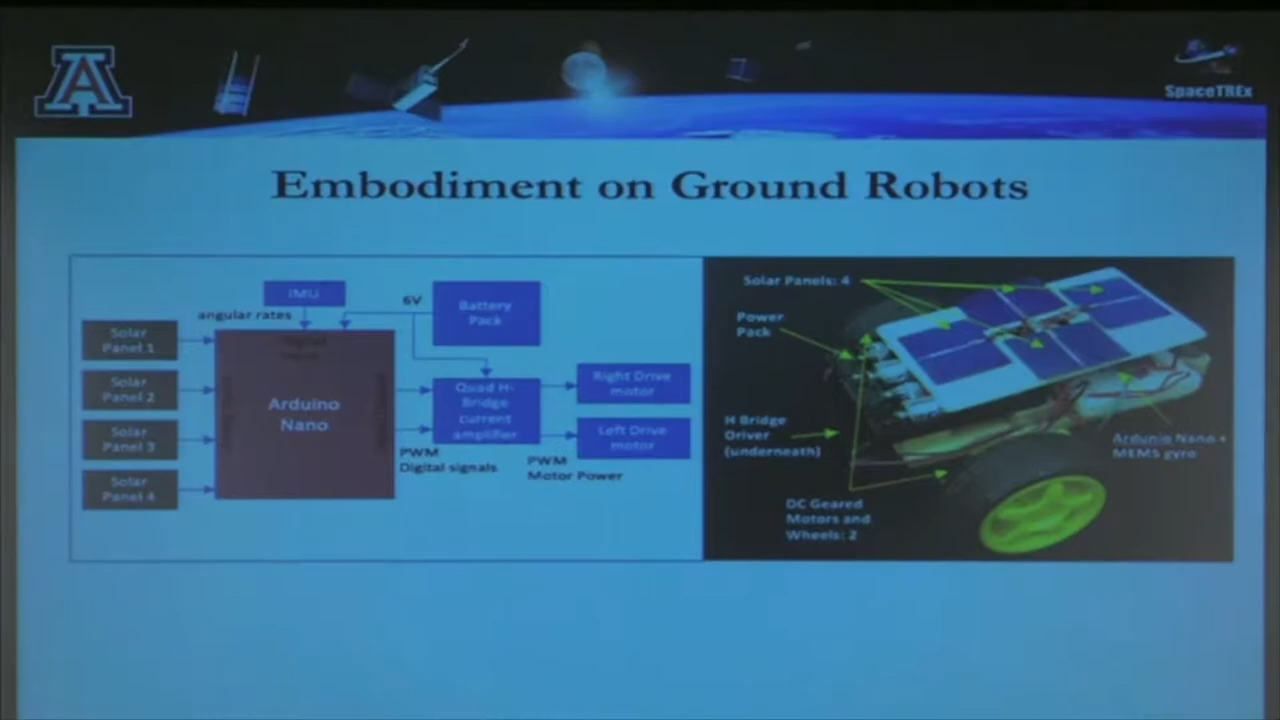 A
SpaceTREx
Embodiment on Ground Robots
IMU
angular rates
6V
Battery
Pack
Solar
Panel 1
Solar
Panel 2
Solar
Panel 3
Solar
Panel 4
Arduino
Nano
Quad H-
Bridge
current
amplifier
Right Drive
motor
Left Drive
motor
PWM
Digital signals
PWM
Motor Power
Solar Panels: 4
Power
Pack
H Bridge
Driver
(underneath)
DC Geared
Motors and
Wheels: 2
Ardunio Nano +
MEMS gyro